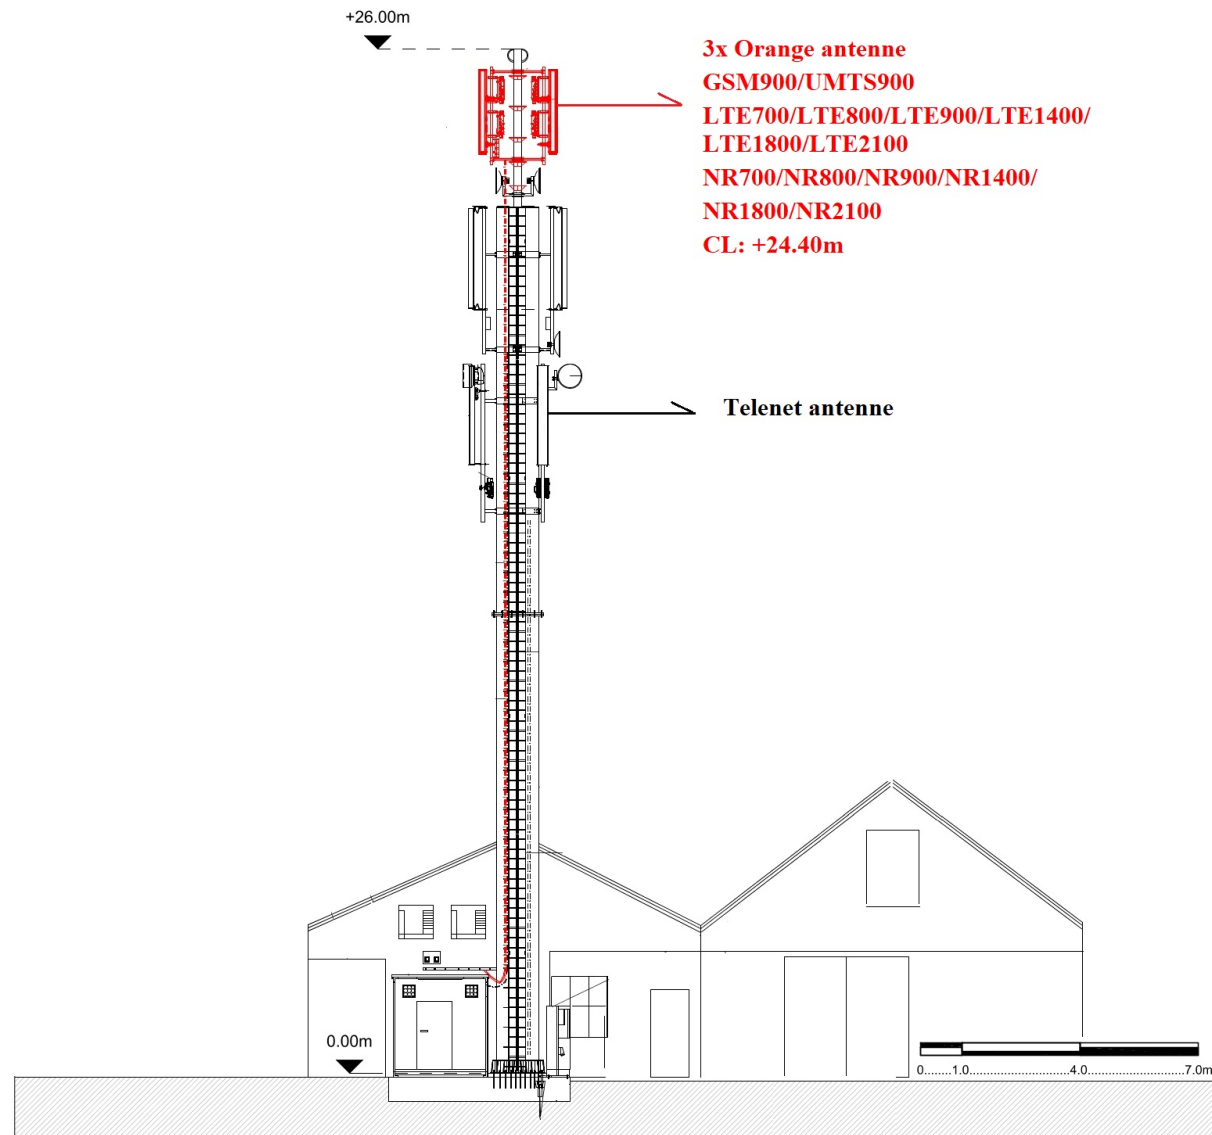 +26.00m
3x Orange antenne
GSM900/UMTS900
LTE700/LTE800/LTE900/LTE1400/
LTE1800/LTE2100
NR700/NR800/NR900/NR1400/
NR1800/NR2100
CL: +24.40m
Telenet antenne
0.00m
0.......1.0.......................4.0.......................7.0m